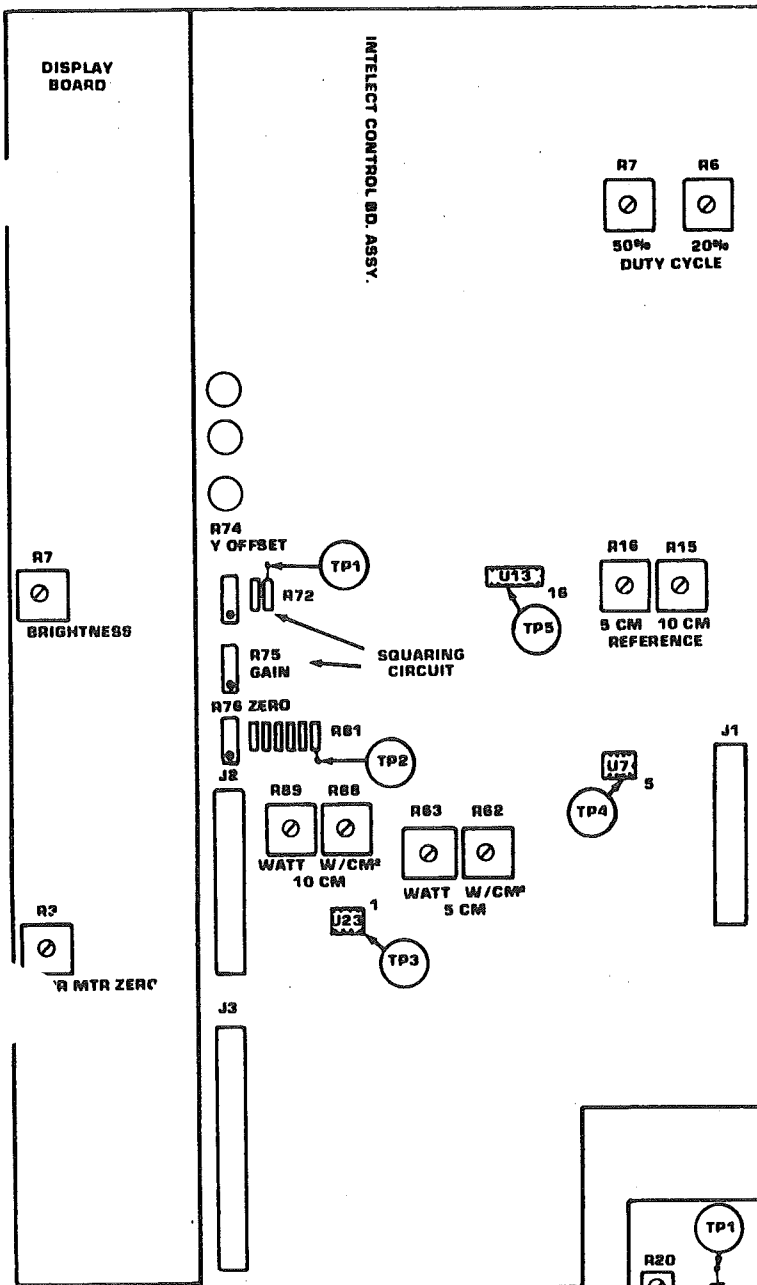 DISPLAY
BOARD
INTELECT CONTROL BD. ASSY.
R7
R6
50%
20%
DUTY CYCLE
R74
Y OFFSET
TP1
R72
R7
BRIGHTNESS
R75
GAIN
SQUARING
CIRCUIT
U13
16
TP5
R16
R15
5 CM
10 CM
REFERENCE
R76 ZERO
R61
TP2
J2
R69
R68
WATT
W/CM²
10 CM
R63
R62
WATT
W/CM²
5 CM
U7
5
TP4
J1
U23
1
TP3
R3
MTR ZERO
J3
TP1
R20